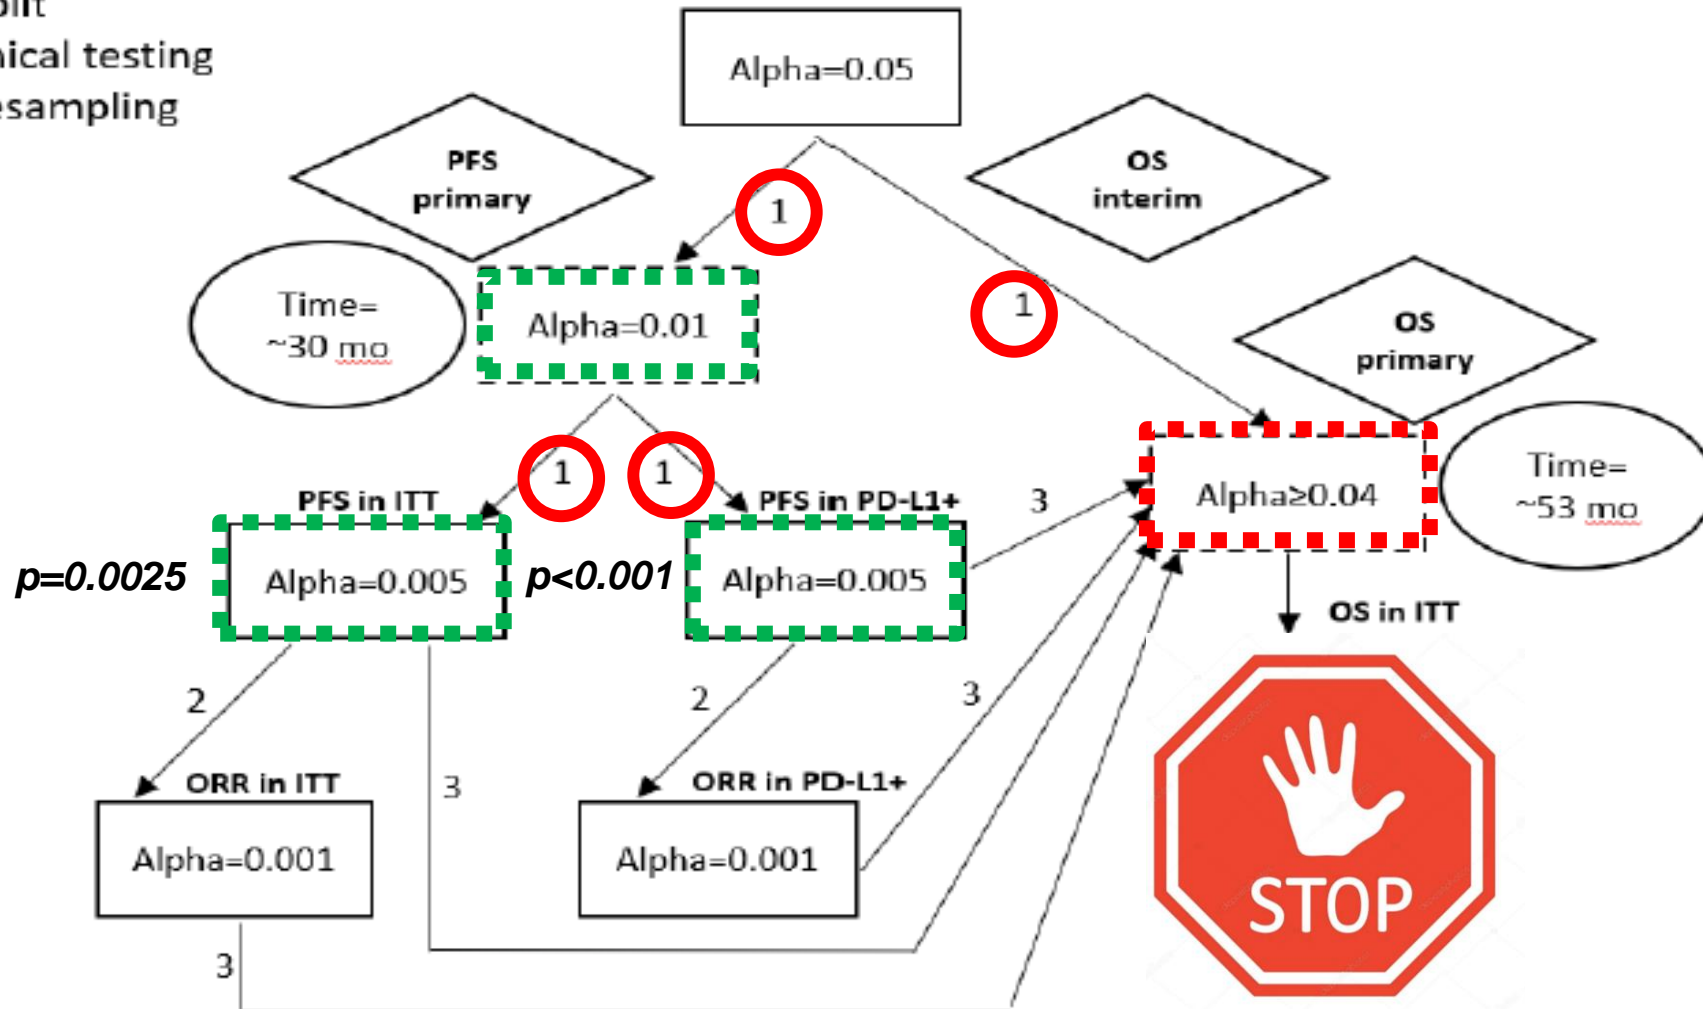 nical testing
esampling
Alpha=0.05
PFS
primary
OS
interim
1
1
Time=
~30 mo
Alpha=0.01
OS
primary
1
1
PFS in ITT
PFS in PD-L1+
3
Alpha≥0.04
Time=
~53 mo
p=0.0025
Alpha=0.005
p<0.001
Alpha=0.005
OS in ITT
2
2
3
ORR in ITT
3
ORR in PD-L1+
Alpha=0.001
Alpha=0.001
STOP
3